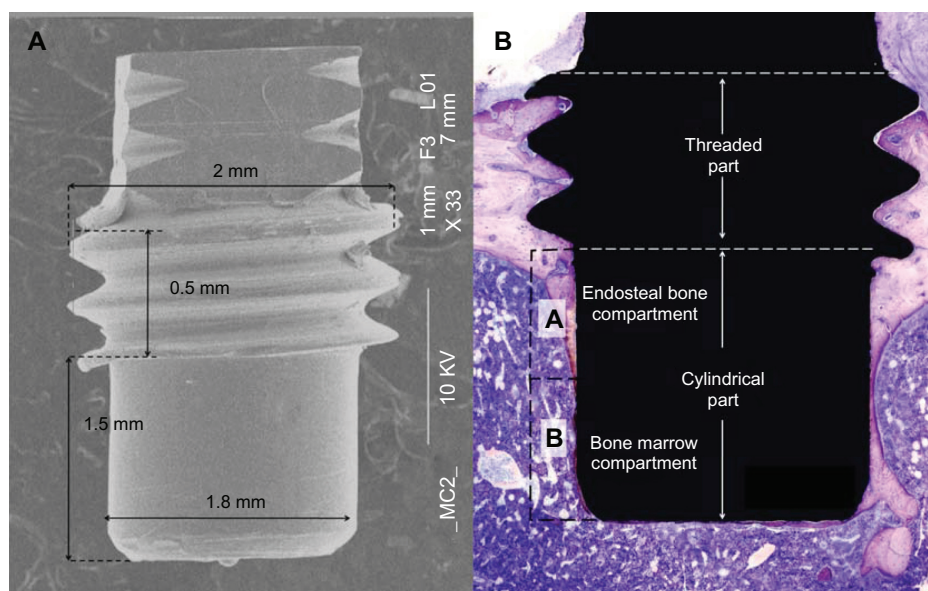 A
2 mm
0.5 mm
1.5 mm
1.8 mm
_MC2_ 10 KV 1 mm F3 L 01
X 33 7 mm
B
Threaded
part
Endosteal bone
compartment
A
Cylindrical
part
B
Bone marrow
compartment